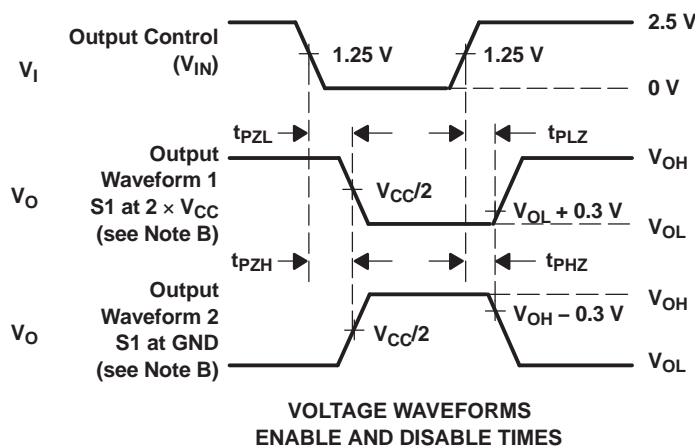 Output Control
(VIN)
VI
1.25 V
1.25 V
2.5 V
0 V
tPZL
tPLZ
Output
Waveform 1
S1 at 2 × VCC
(see Note B)
VO
VCC/2
VOH
VOL + 0.3 V
VOL
tPZH
tPHZ
Output
Waveform 2
S1 at GND
(see Note B)
VO
VCC/2
VOH
VOH – 0.3 V
VOL
VOLTAGE WAVEFORMS
ENABLE AND DISABLE TIMES